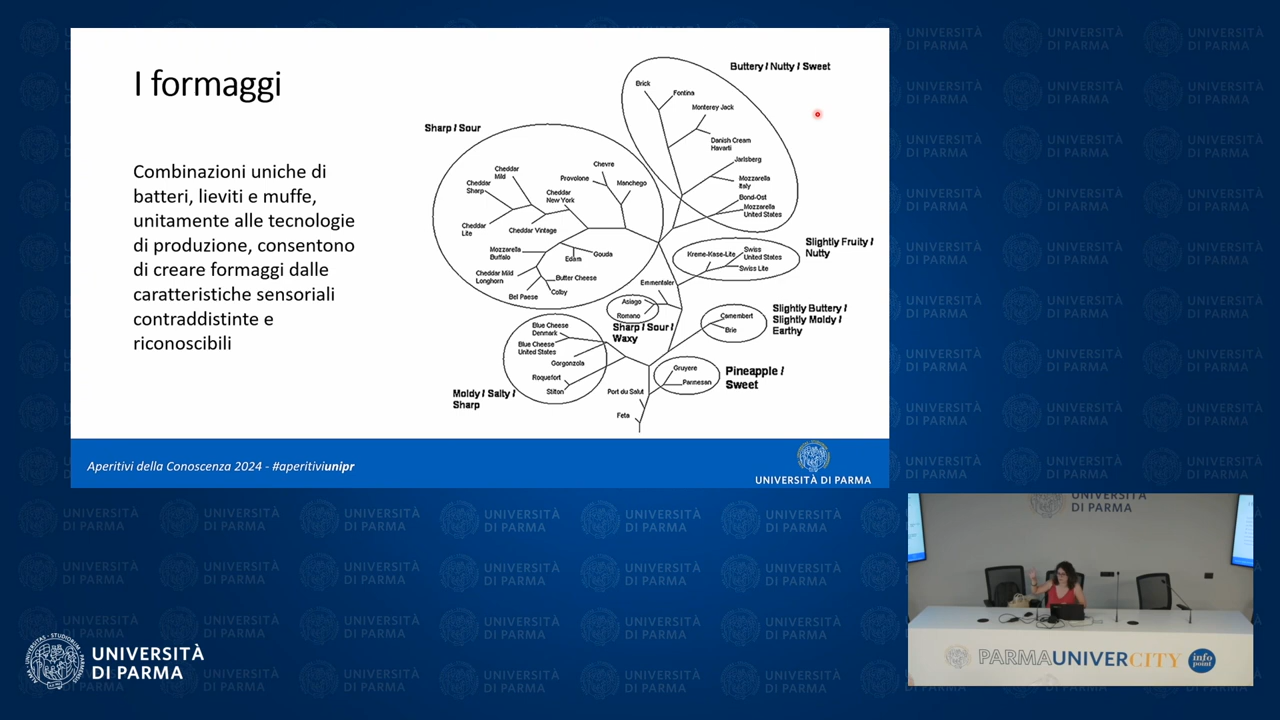 I formaggi
Combinazioni uniche di
batteri, lieviti e muffe,
unitamente alle tecnologie
di produzione, consentono
di creare formaggi dalle
caratteristiche sensoriali
contraddistinte e
riconoscibili
Buttery / Nutty / Sweet
Brick
Fontina
Monterey Jack
Danish Cream
Havarti
Jarlsberg
Mozzarella
Italy
Bond-Ost
Mozzarella
United States
Sharp / Sour
Chevre
Cheddar
Mild
Provolone
Manchego
Cheddar
Sharp
Cheddar
New York
Cheddar
Lite
Cheddar Vintage
Mozzarella
Buffalo
Edam
Gouda
Cheddar Mild
Longhorn
Butter Cheese
Colby
Bel Paese
Slightly Fruity /
Nutty
Kreme-Kase-Lite
Swiss
United States
Swiss Lite
Emmentaler
Asiago
Romano
Sharp / Sour /
Waxy
Slightly Buttery /
Slightly Moldy /
Earthy
Camembert
Brie
Blue Cheese
Denmark
Blue Cheese
United States
Gorgonzola
Roquefort
Stilton
Moldy / Salty /
Sharp
Gruyere
Parmesan
Pineapple /
Sweet
Port du Salut
Feta
Aperitivi della Conoscenza 2024 - #aperitiviunipr
UNIVERSITÀ DI PARMA
UNIVERSITÀ
DI PARMA
UNIVERSITÀ
DI PARMA
PARMAUNIVERCITY
info
point